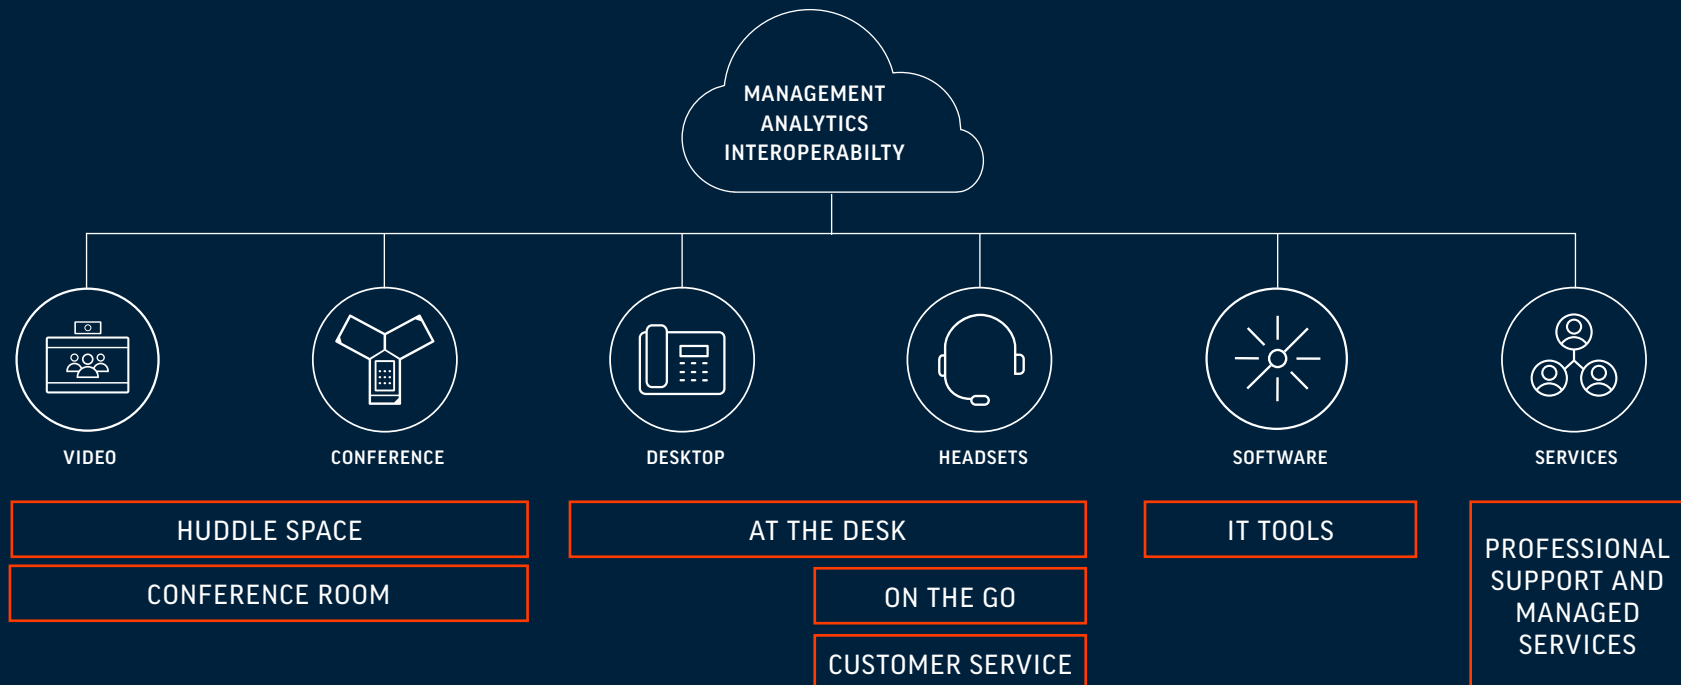 MANAGEMENT
ANALYTICS
INTEROPERABILTY
VIDEO
CONFERENCE
DESKTOP
HEADSETS
SOFTWARE
SERVICES
HUDDLE SPACE
AT THE DESK
IT TOOLS
PROFESSIONAL
SUPPORT AND
MANAGED
SERVICES
CONFERENCE ROOM
ON THE GO
CUSTOMER SERVICE